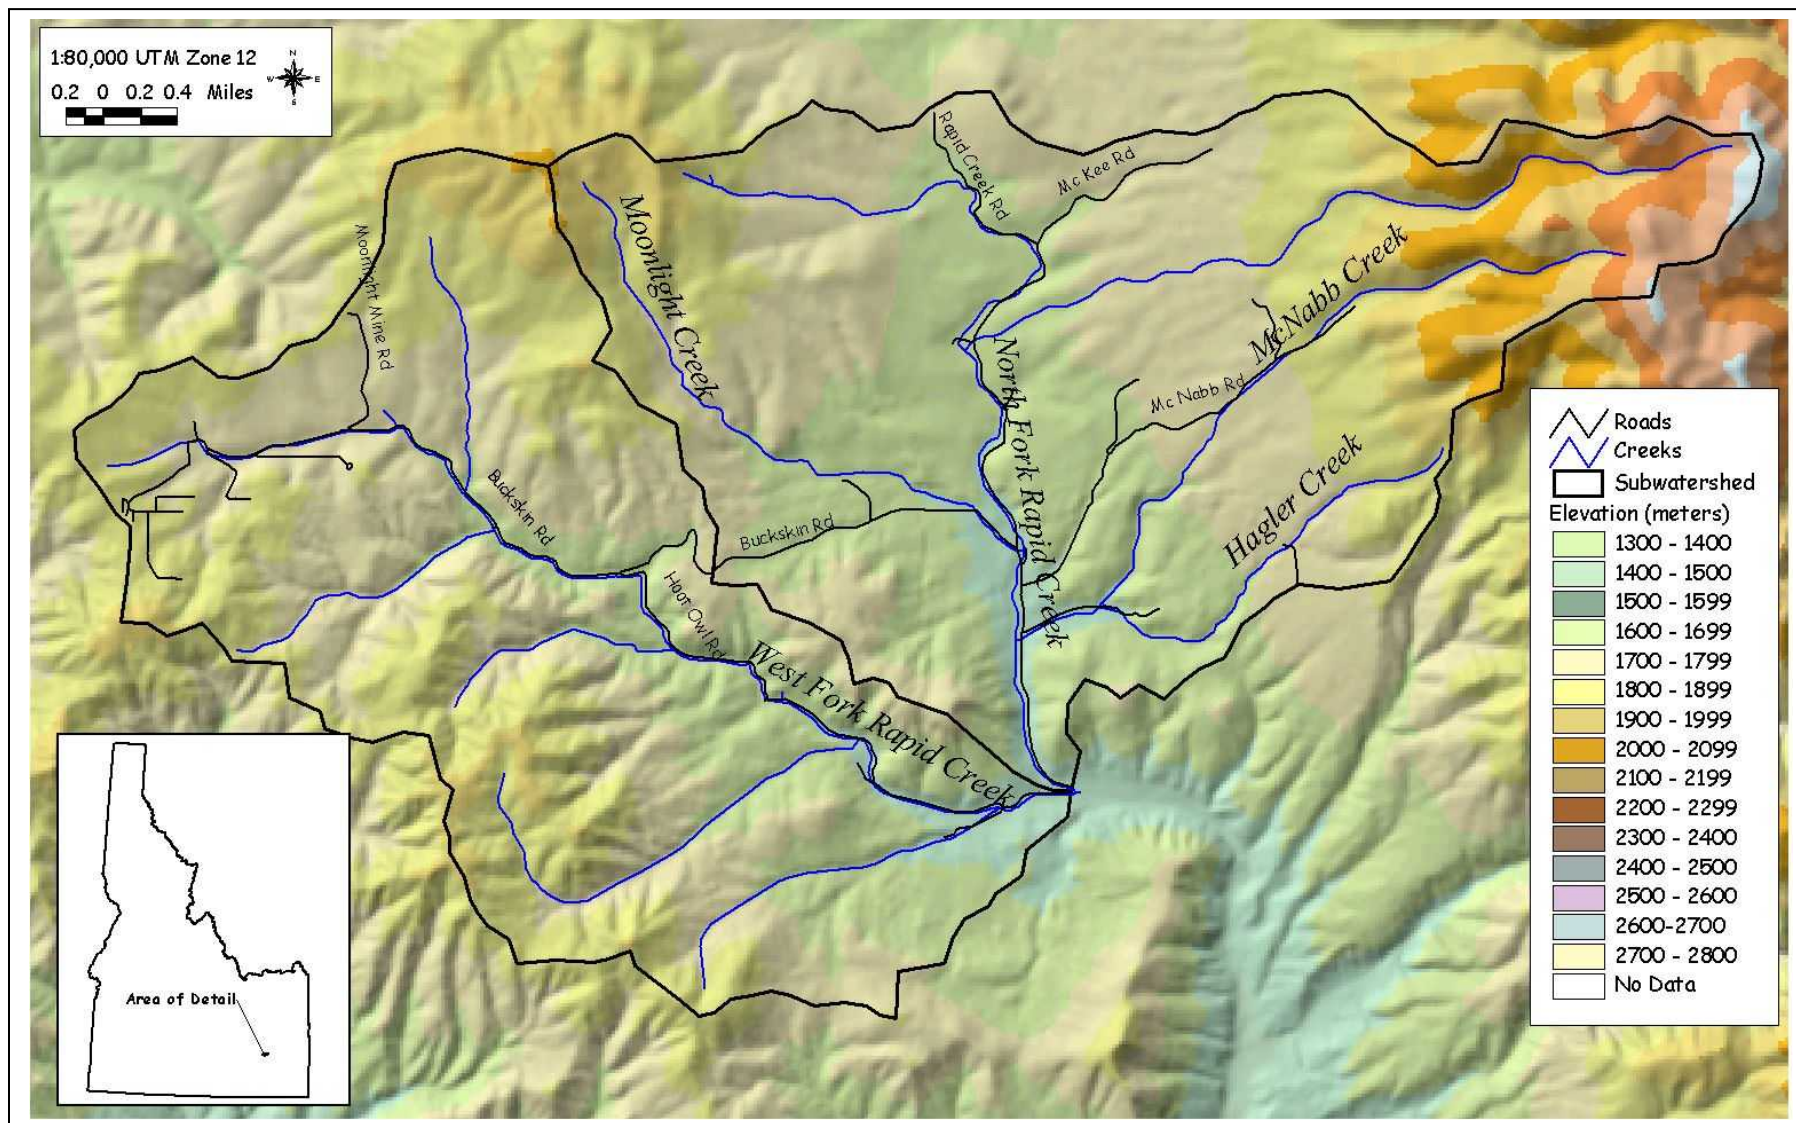 1:80,000 UTM Zone 12
N
W E
S
0.2 0 0.2 0.4 Miles
Rapid Creek Rd
Mc Kee Rd
Moonlight Mine Rd
Moonlight Creek
McNabb Creek
Mc Nabb Rd
North Fork Rapid Creek
Hagler Creek
Buckskin Rd
Buckskin Rd
Hoot Owl Rd
West Fork Rapid Creek
Roads
Creeks
Subwatershed
Elevation (meters)
1300 - 1400
1400 - 1500
1500 - 1599
1600 - 1699
1700 - 1799
1800 - 1899
1900 - 1999
2000 - 2099
2100 - 2199
2200 - 2299
2300 - 2400
2400 - 2500
2500 - 2600
2600-2700
2700 - 2800
No Data
Area of Detail